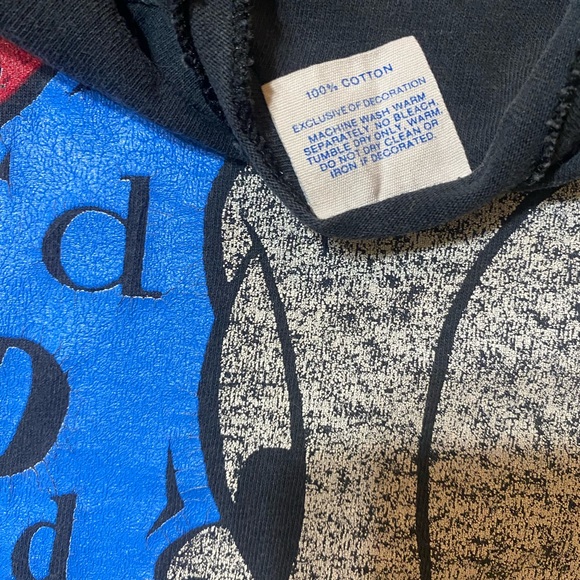 100% COTTON
EXCLUSIVE OF DECORATION
MACHINE WASH WARM
SEPARATELY, NO BLEACH.
TUMBLE DRY ONLY, WARM.
DO NOT DRY CLEAN OR
IRON IF DECORATED.
d
d